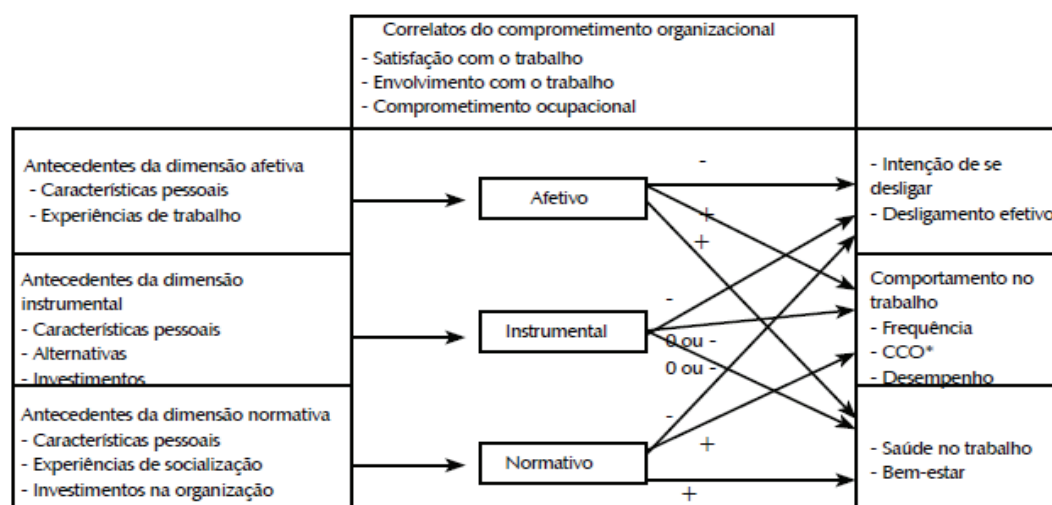 Correlatos do comprometimento organizacional
- Satisfação com o trabalho
- Envolvimento com o trabalho
- Comprometimento ocupacional
Antecedentes da dimensão afetiva
- Características pessoais
- Experiências de trabalho
Afetivo
-
+
+
- Intenção de se
desligar
- Desligamento efetivo
Antecedentes da dimensão
instrumental
- Características pessoais
- Alternativas
- Investimentos
Instrumental
-
0 ou -
0 ou -
Comportamento no
trabalho
- Frequência
- CCO*
- Desempenho
Antecedentes da dimensão normativa
- Características pessoais
- Experiências de socialização
- Investimentos na organização
Normativo
-
+
+
- Saúde no trabalho
- Bem-estar